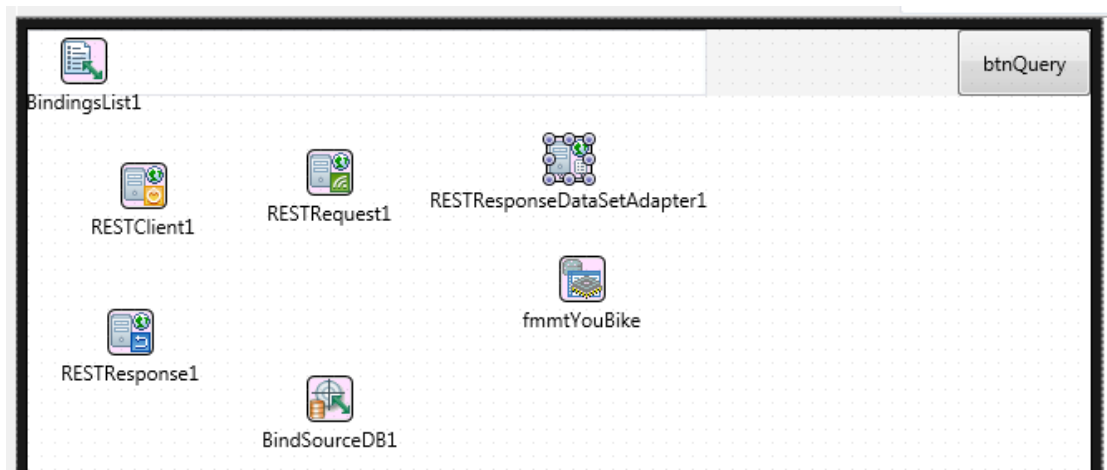 btnQuery
BindingsList1
RESTClient1
RESTRequest1
RESTResponseDataSetAdapter1
fmmtYouBike
RESTResponse1
BindSourceDB1